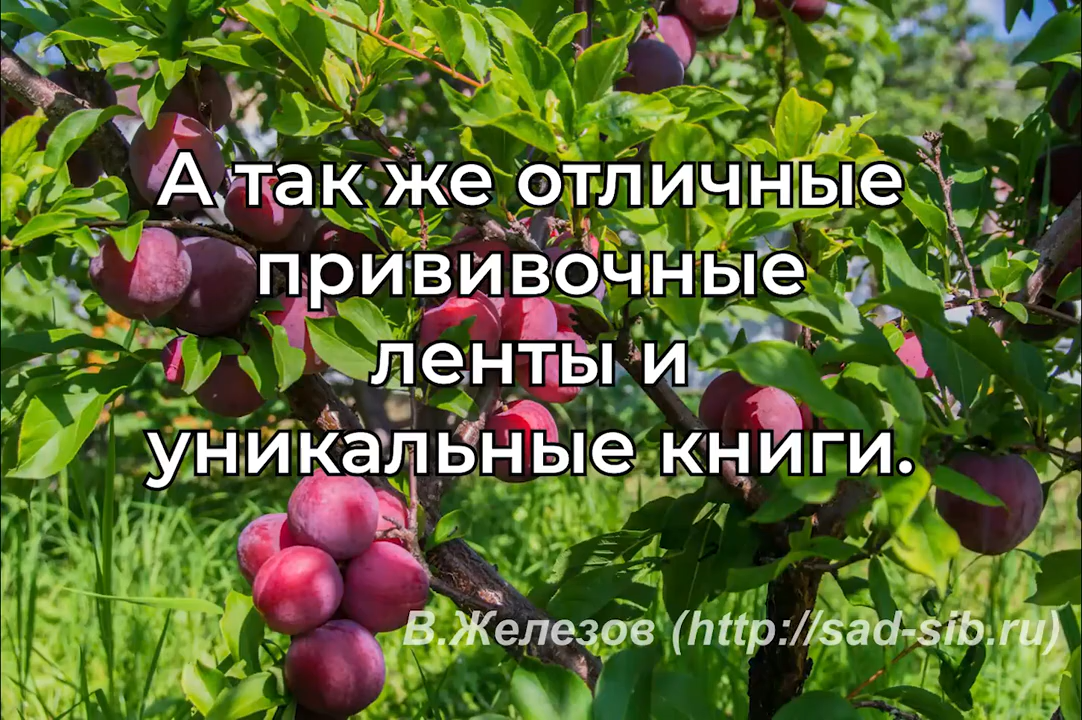 А так же отличные
прививочные
ленты и
уникальные книги.
В.Железов (http://sad-sib.ru)